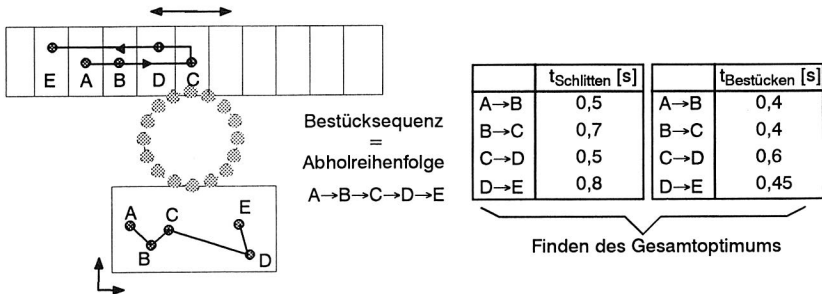 E A B D C
Bestücksequenz
=
Abholreihenfolge
A→B→C→D→E
A C E
B D
tSchlitten [s]
A→B 0,5
B→C 0,7
C→D 0,5
D→E 0,8
tBestücken [s]
A→B 0,4
B→C 0,4
C→D 0,6
D→E 0,45
Finden des Gesamtoptimums